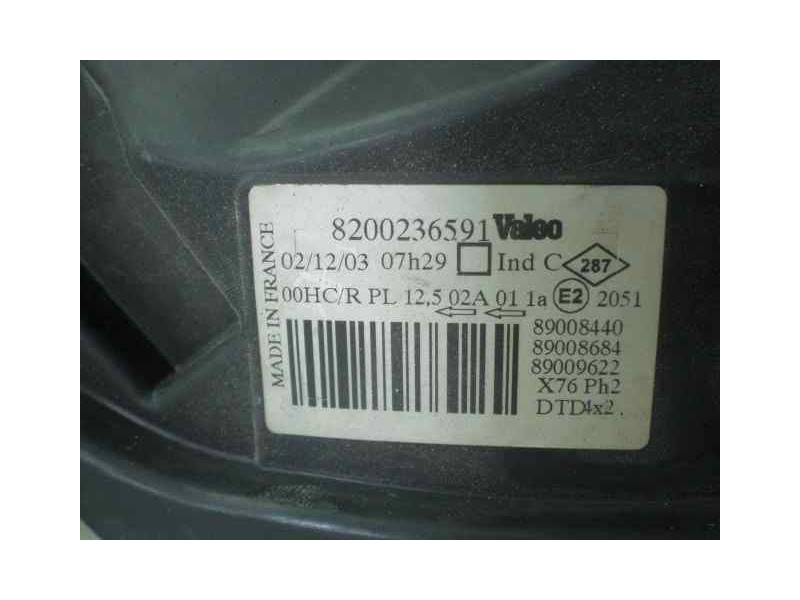 8200236591 Valeo
02/12/03 07h29 Ind C 287
00HC/R PL 12,5 02A 01 1a E2 2051
MADE IN FRANCE
89008440
89008684
89009622
X76 Ph2
DTD4x2.